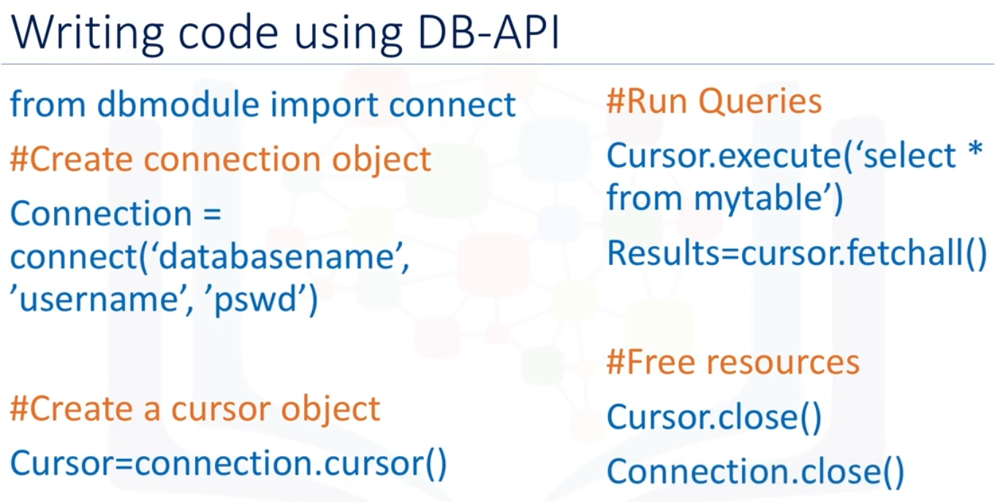 Writing code using DB-API
from dbmodule import connect
#Create connection object
Connection =
connect(‘databasename’,
’username’, ’pswd’)
#Create a cursor object
Cursor=connection.cursor()
#Run Queries
Cursor.execute(‘select *
from mytable’)
Results=cursor.fetchall()
#Free resources
Cursor.close()
Connection.close()